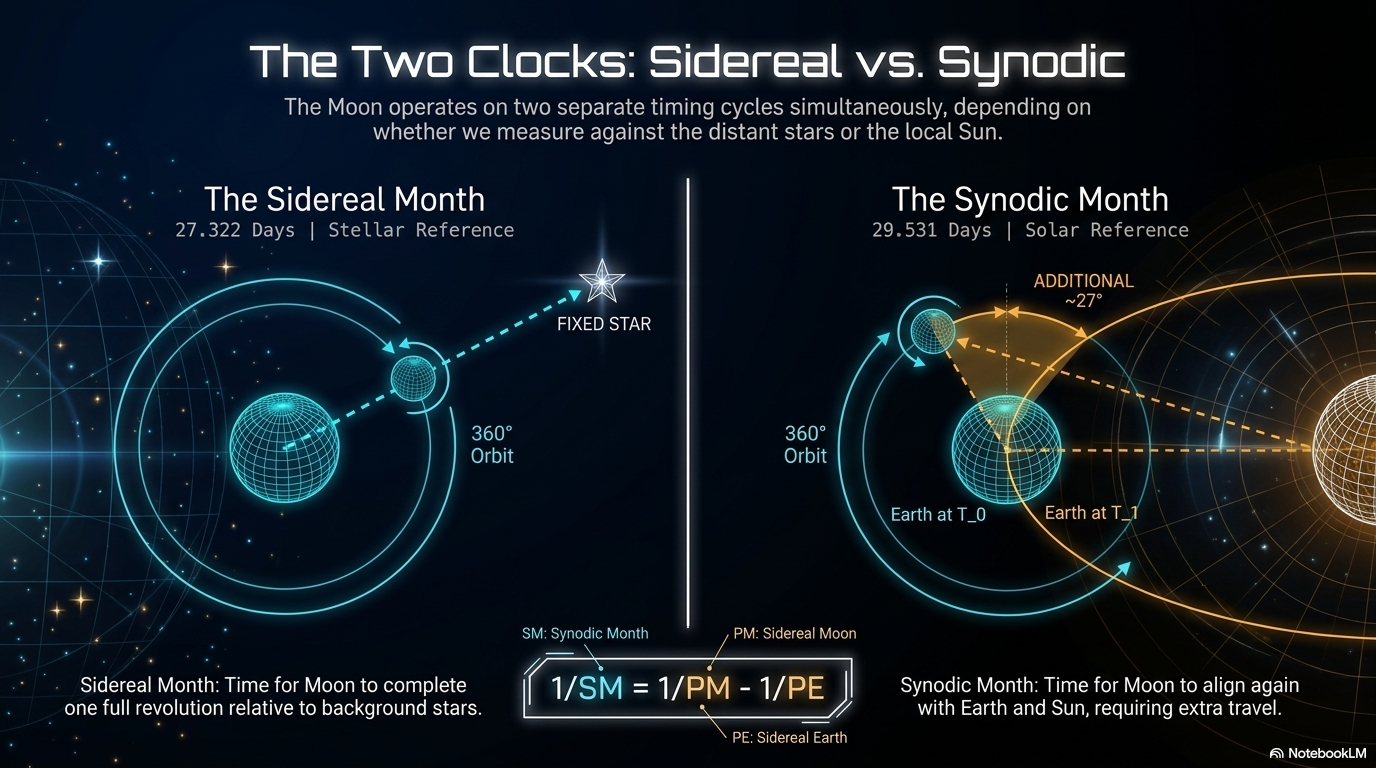 The Two Clocks: Sidereal vs. Synodic
The Moon operates on two separate timing cycles simultaneously, depending on
whether we measure against the distant stars or the local Sun.
The Sidereal Month
27.322 Days | Stellar Reference
FIXED STAR
360°
Orbit
The Synodic Month
29.531 Days | Solar Reference
ADDITIONAL
~27°
360°
Orbit
Earth at T_0
Earth at T_1
SM: Synodic Month
PM: Sidereal Moon
1/SM = 1/PM - 1/PE
PE: Sidereal Earth
Sidereal Month: Time for Moon to complete
one full revolution relative to background stars.
Synodic Month: Time for Moon to align again
with Earth and Sun, requiring extra travel.
NotebookLM